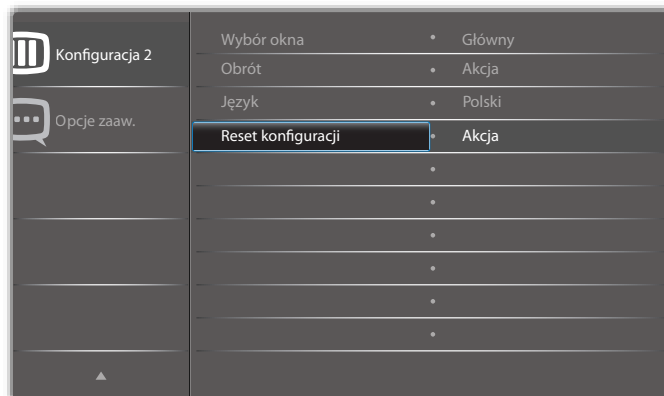 Konfiguracja 2
Opcje zaaw.
Wybór okna • Główny
Obrót • Akcja
Język • Polski
Reset konfiguracji • Akcja